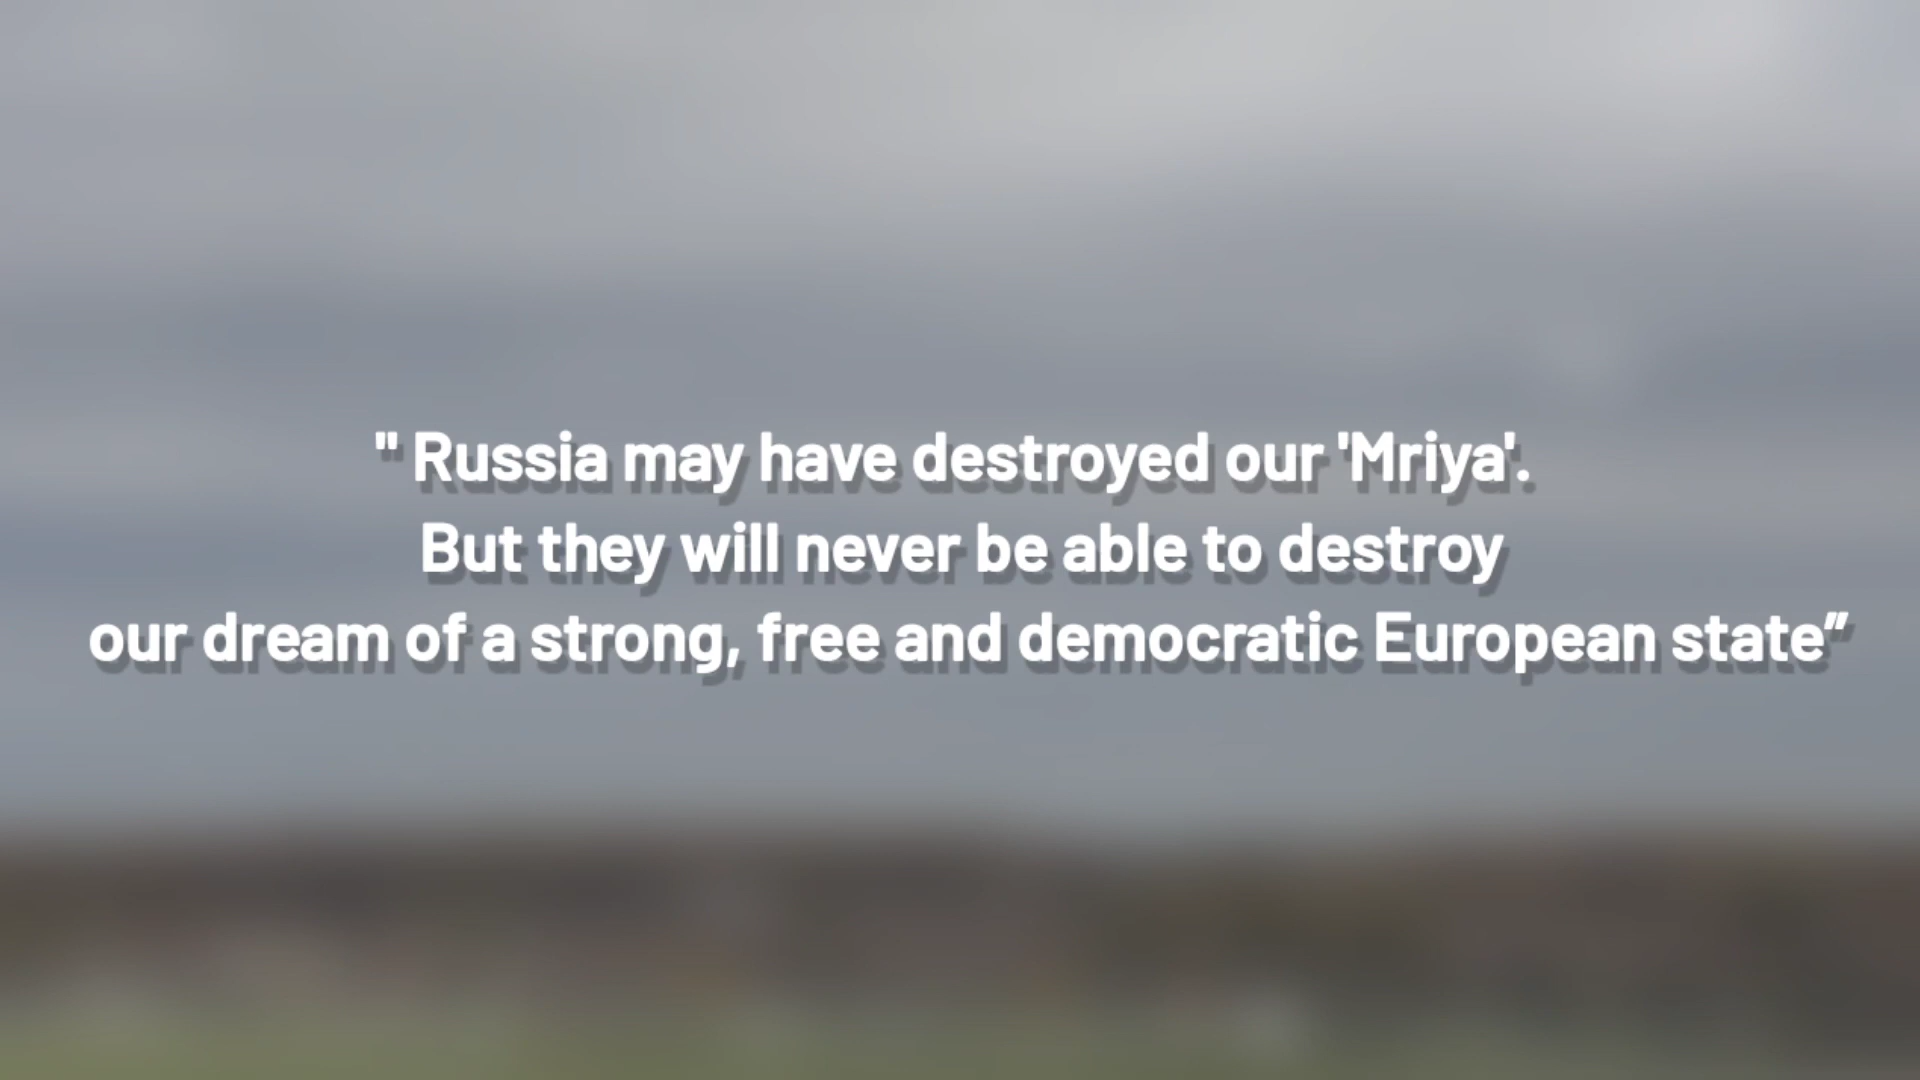 " Russia may have destroyed our 'Mriya'.
But they will never be able to destroy
our dream of a strong, free and democratic European state”